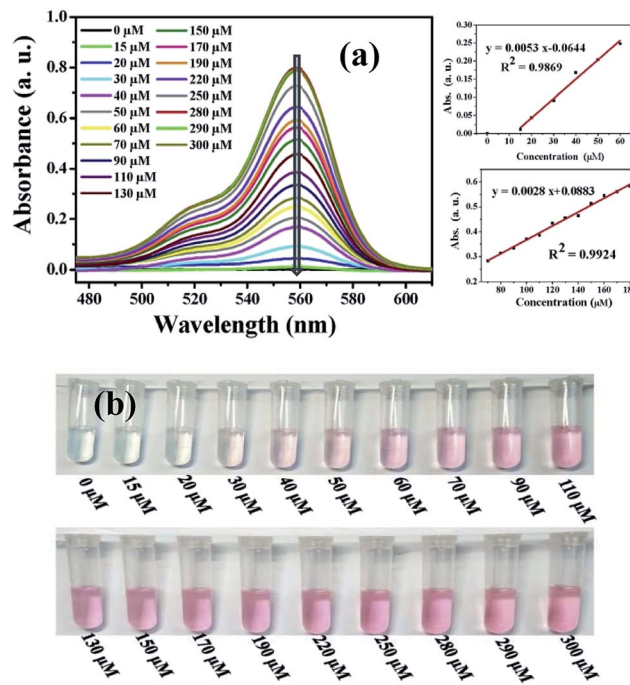 (a)
0 µM 150 µM
15 µM 170 µM
20 µM 190 µM
30 µM 220 µM
40 µM 250 µM
50 µM 280 µM
60 µM 290 µM
70 µM 300 µM
90 µM
110 µM
130 µM
Absorbance (a. u.)
0.8
0.6
0.4
0.2
0.0
480 500 520 540 560 580 600
Wavelength (nm)
y = 0.0053 x-0.0644
R2 = 0.9869
Abs. (a. u.)
0.25
0.20
0.15
0.10
0.05
0.00
0 10 20 30 40 50 60
Concentration (µM)
y = 0.0028 x+0.0883
R2 = 0.9924
Abs. (a. u.)
0.6
0.5
0.4
0.3
0.2
80 100 120 140 160 18
Concentration (µM)
(b)
0 µM 15 µM 20 µM 30 µM 40 µM 50 µM 60 µM 70 µM 90 µM 110 µM
130 µM 150 µM 170 µM 190 µM 220 µM 250 µM 280 µM 290 µM 300 µM